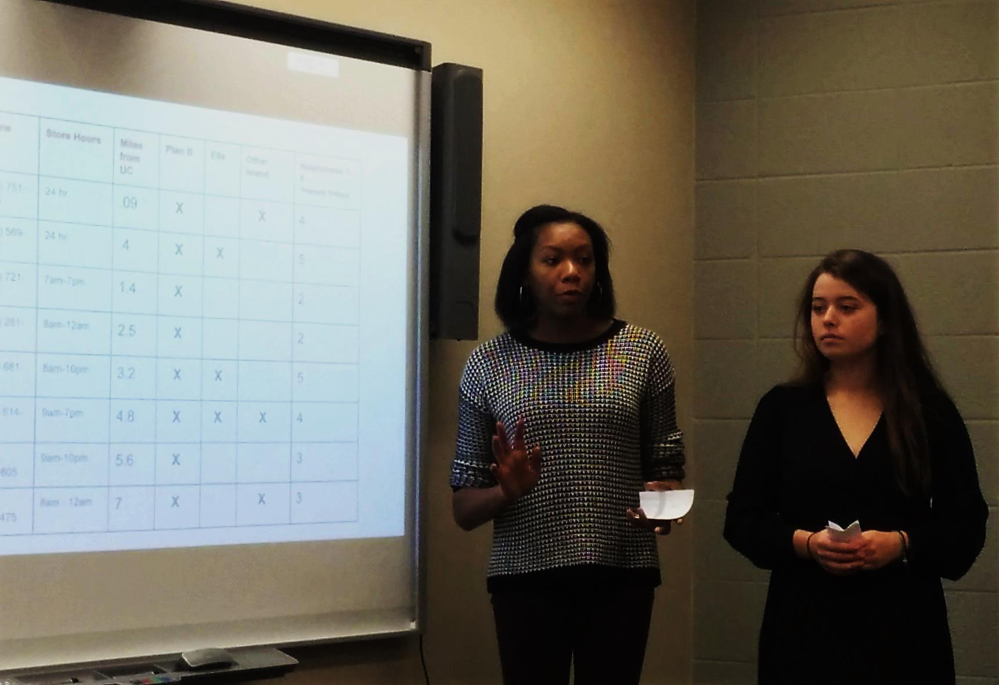 ne Store Hours Miles from UC Plan B Ella Other brand Helpfulness 1-5
) 751- 24 hr .09 X X 4
) 569- 24 hr 4 X X 5
) 721- 7am-7pm 1.4 X 2
) 281- 8am-12am 2.5 X 2
681 8am-10pm 3.2 X X 5
614- 9am-7pm 4.8 X X X 4
605 9am-10pm 5.6 X 3
475 8am - 12am 7 X X 3